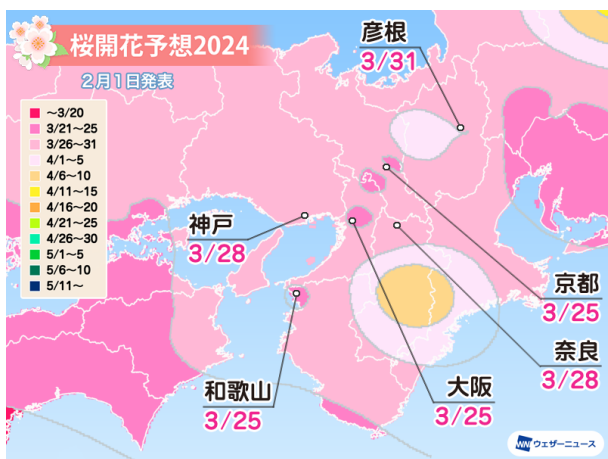 桜開花予想2024
2月1日発表
～3/20
3/21～25
3/26～31
4/1～5
4/6～10
4/11～15
4/16～20
4/21～25
4/26～30
5/1～5
5/6～10
5/11～
彦根
3/31
神戸
3/28
京都
3/25
奈良
3/28
大阪
3/25
和歌山
3/25
WNI ウェザーニュース